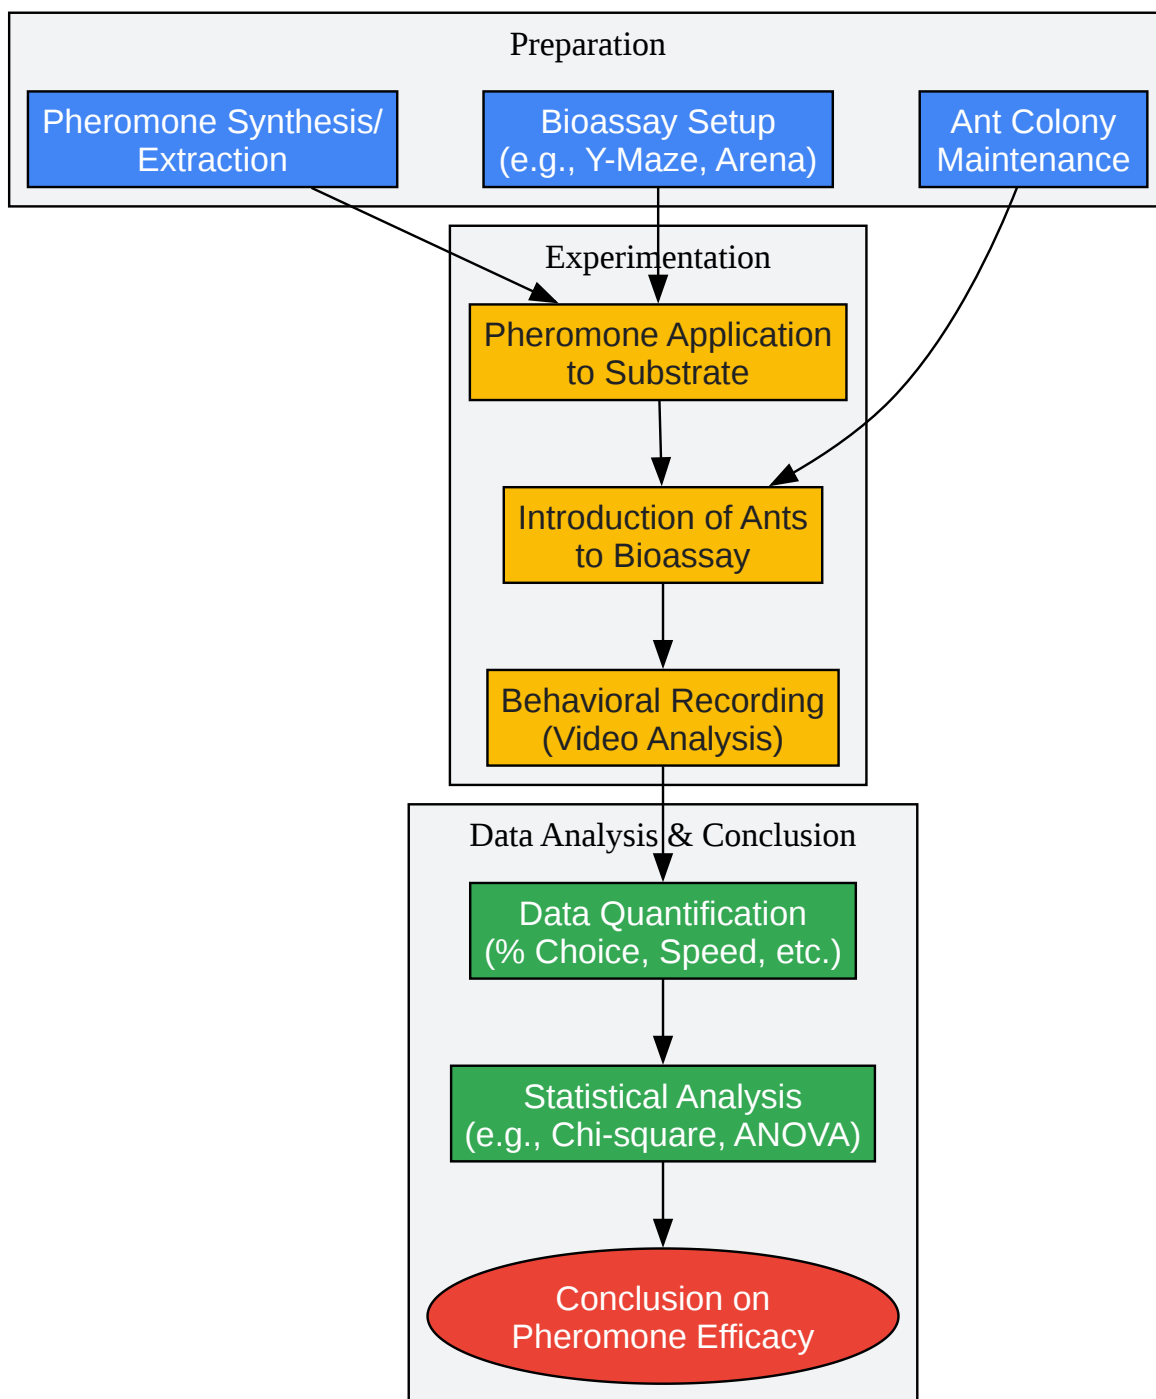 Preparation
Pheromone Synthesis/
Extraction
Bioassay Setup
(e.g., Y-Maze, Arena)
Ant Colony
Maintenance
Experimentation
Pheromone Application
to Substrate
Introduction of Ants
to Bioassay
Behavioral Recording
(Video Analysis)
Data Analysis & Conclusion
Data Quantification
(% Choice, Speed, etc.)
Statistical Analysis
(e.g., Chi-square, ANOVA)
Conclusion on
Pheromone Efficacy